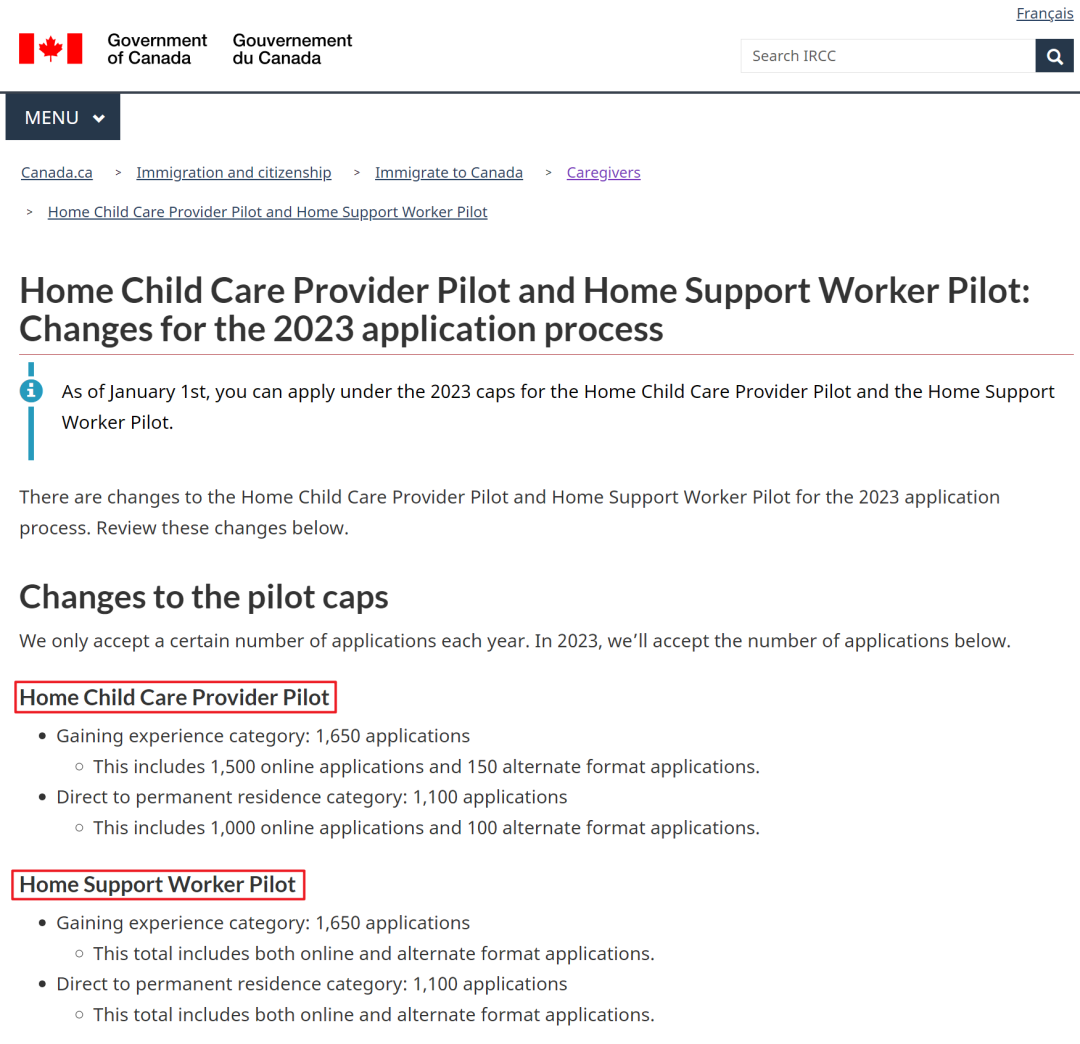 Français
Government of Canada
Gouvernement du Canada
Search IRCC
MENU
Canada.ca > Immigration and citizenship > Immigrate to Canada > Caregivers
> Home Child Care Provider Pilot and Home Support Worker Pilot
Home Child Care Provider Pilot and Home Support Worker Pilot:
Changes for the 2023 application process
As of January 1st, you can apply under the 2023 caps for the Home Child Care Provider Pilot and the Home Support
Worker Pilot.
There are changes to the Home Child Care Provider Pilot and Home Support Worker Pilot for the 2023 application
process. Review these changes below.
Changes to the pilot caps
We only accept a certain number of applications each year. In 2023, we’ll accept the number of applications below.
Home Child Care Provider Pilot
• Gaining experience category: 1,650 applications
○ This includes 1,500 online applications and 150 alternate format applications.
• Direct to permanent residence category: 1,100 applications
○ This includes 1,000 online applications and 100 alternate format applications.
Home Support Worker Pilot
• Gaining experience category: 1,650 applications
○ This total includes both online and alternate format applications.
• Direct to permanent residence category: 1,100 applications
○ This total includes both online and alternate format applications.